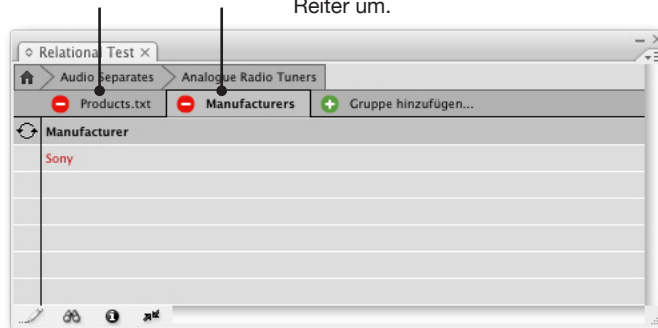 Reiter um.
Relational Test
Audio Separates Analogue Radio Tuners
Products.txt Manufacturers Gruppe hinzufügen...
Manufacturer
Sony